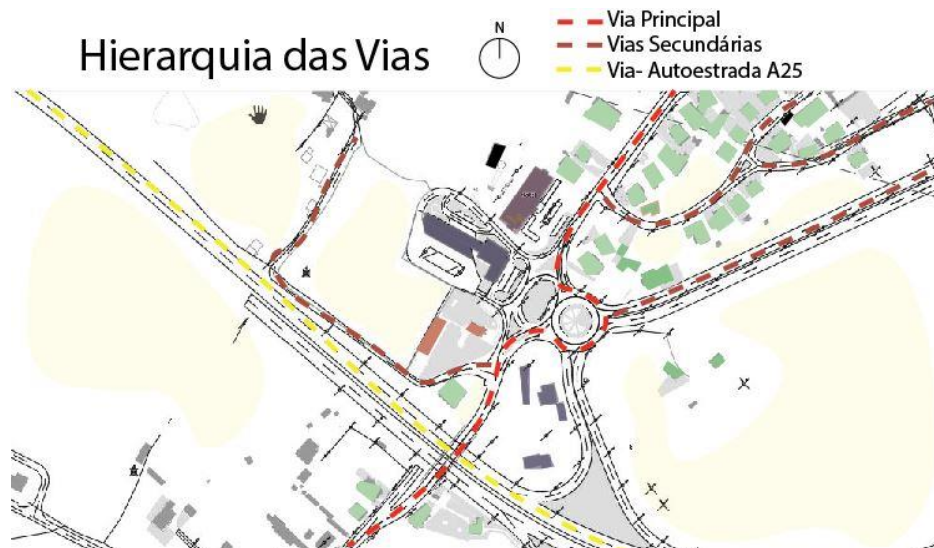 Hierarquia das Vias
N
Via Principal
Vias Secundárias
Via- Autoestrada A25